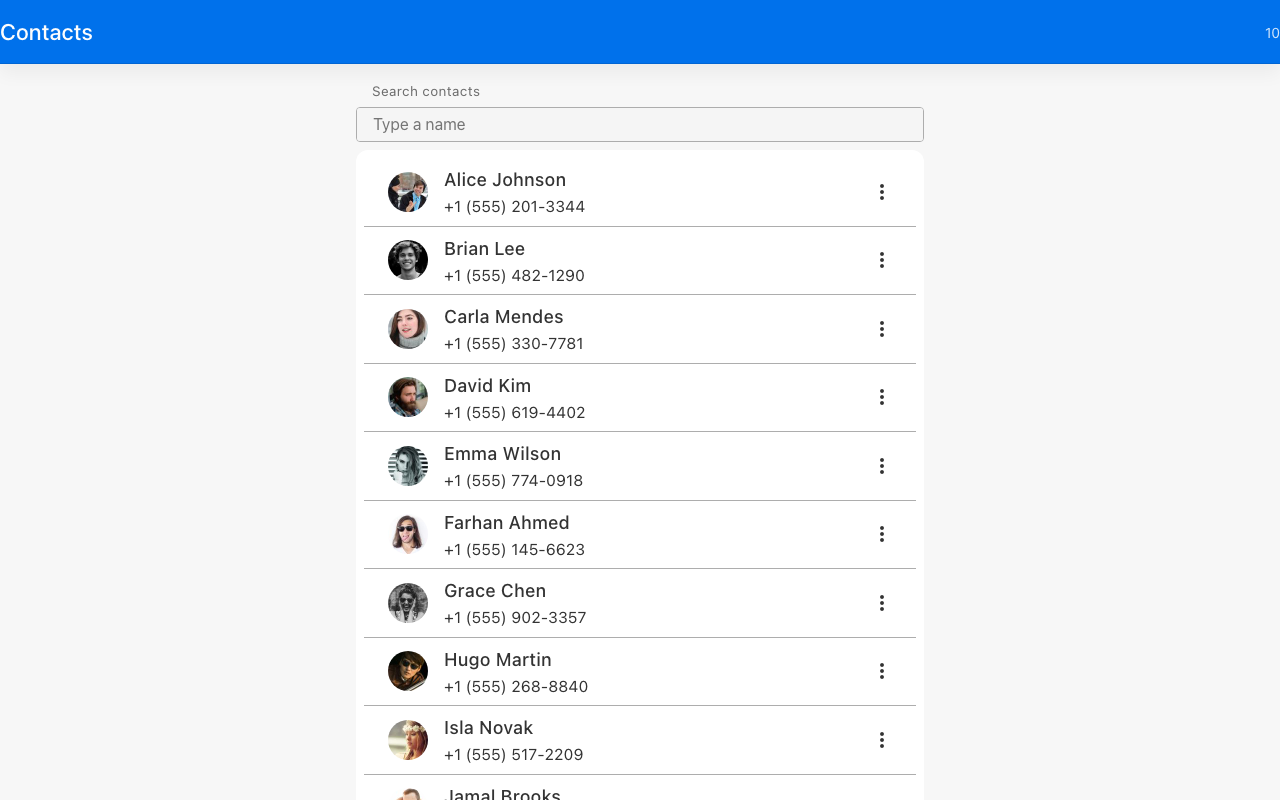 Contacts
10
Search contacts
Type a name
Alice Johnson
+1 (555) 201-3344
Brian Lee
+1 (555) 482-1290
Carla Mendes
+1 (555) 330-7781
David Kim
+1 (555) 619-4402
Emma Wilson
+1 (555) 774-0918
Farhan Ahmed
+1 (555) 145-6623
Grace Chen
+1 (555) 902-3357
Hugo Martin
+1 (555) 268-8840
Isla Novak
+1 (555) 517-2209
Jamal Brooks